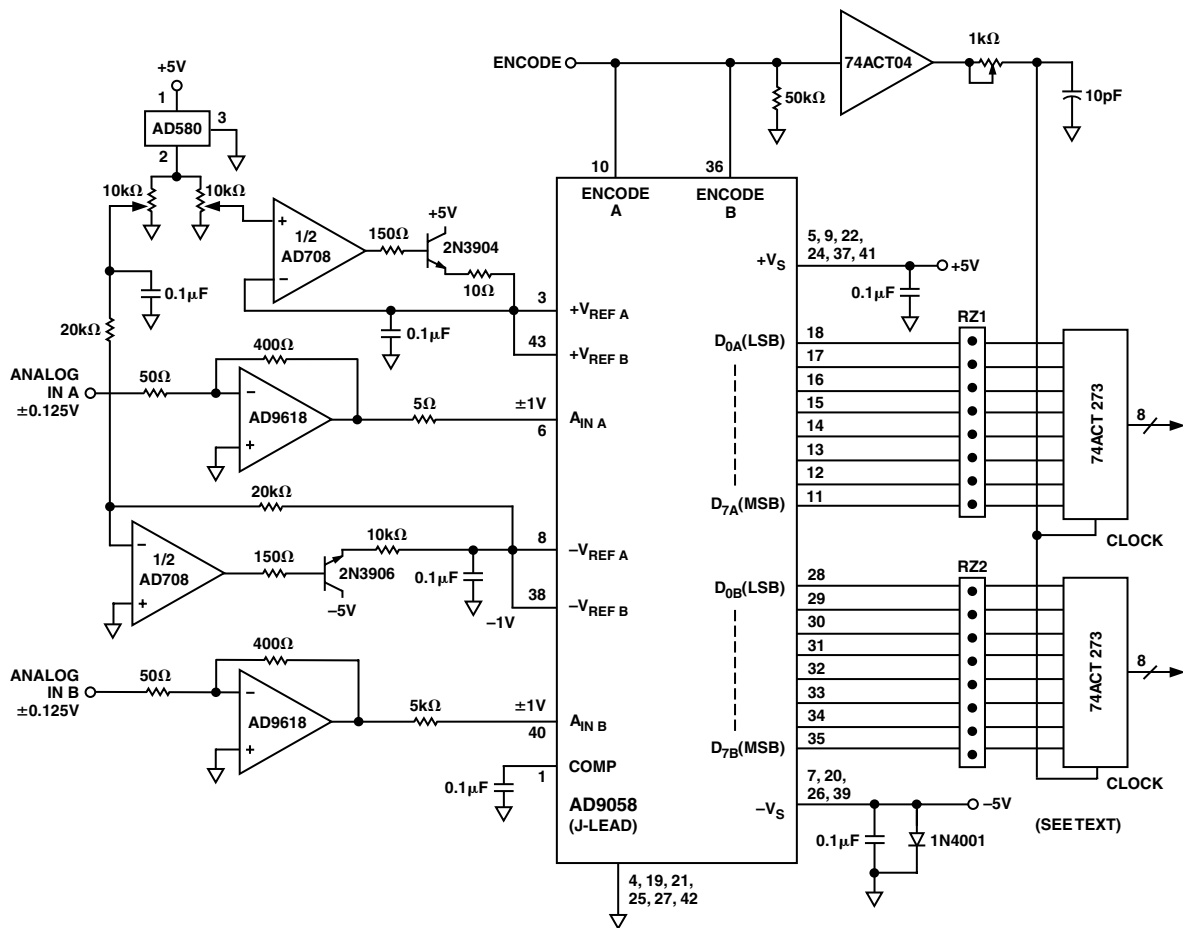 ENCODE
74ACT04
1kΩ
50kΩ
10pF
+5V
1
AD580
3
2
10kΩ
10kΩ
+
1/2
AD708
–
150Ω
+5V
2N3904
10Ω
0.1µF
20kΩ
0.1µF
10
36
ENCODE
A
ENCODE
B
3
+VREF A
43
+VREF B
5, 9, 22,
24, 37, 41
+VS
+5V
0.1µF
ANALOG
IN A
±0.125V
50Ω
400Ω
–
AD9618
+
5Ω
±1V
6
AIN A
RZ1
D0A(LSB)
18
17
16
15
14
13
12
11
D7A(MSB)
74ACT 273
8
CLOCK
20kΩ
–
1/2
AD708
+
150Ω
2N3906
–5V
10kΩ
0.1µF
8
–VREF A
38
–VREF B
–1V
RZ2
D0B(LSB)
28
29
30
31
32
33
34
35
D7B(MSB)
74ACT 273
8
CLOCK
ANALOG
IN B
±0.125V
50Ω
400Ω
–
AD9618
+
5kΩ
±1V
40
AIN B
0.1µF
COMP
1
AD9058
(J-LEAD)
7, 20,
26, 39
–VS
–5V
0.1µF
1N4001
(SEE TEXT)
4, 19, 21,
25, 27, 42